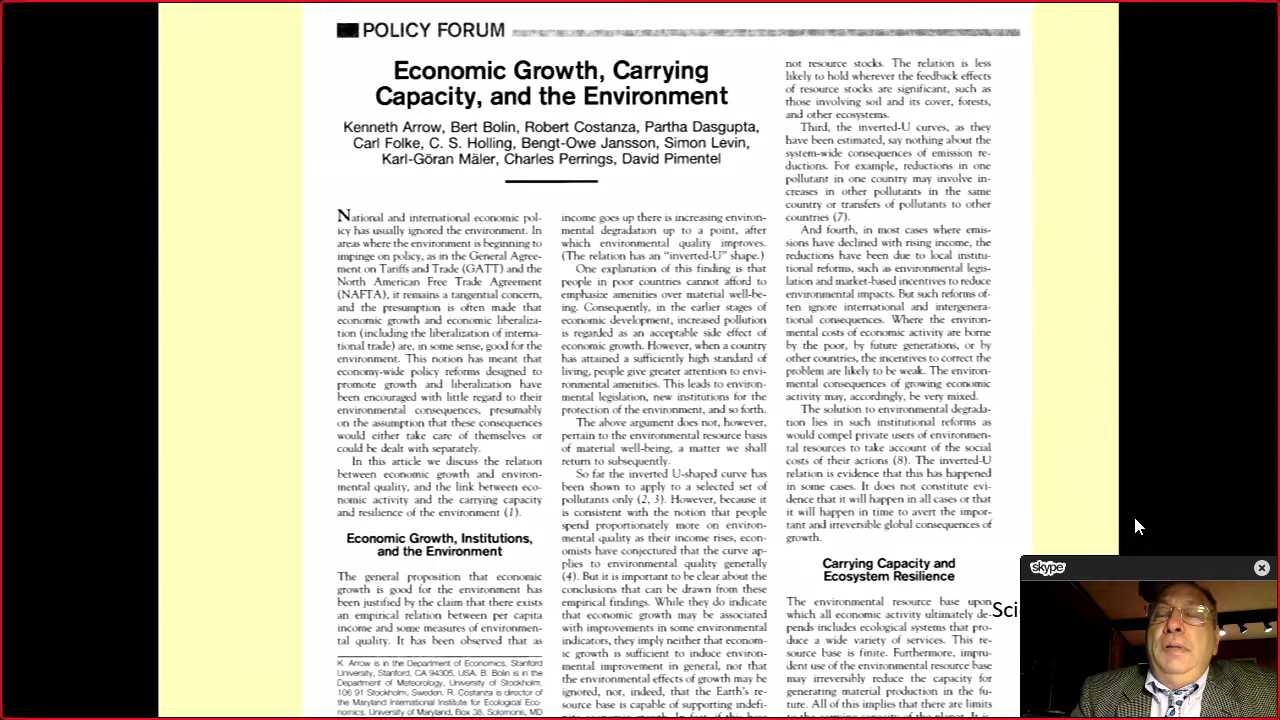 POLICY FORUM
Economic Growth, Carrying
Capacity, and the Environment
Kenneth Arrow, Bert Bolin, Robert Costanza, Partha Dasgupta,
Carl Folke, C. S. Holling, Bengt-Owe Jansson, Simon Levin,
Karl-Göran Mäler, Charles Perrings, David Pimentel
National and international economic pol-
icy has usually ignored the environment. In
areas where the environment is beginning to
impinge on policy, as in the General Agree-
ment on Tariffs and Trade (GATT) and the
North American Free Trade Agreement
(NAFTA), it remains a tangential concern,
and the presumption is often made that
economic growth and economic liberaliza-
tion (including the liberalization of interna-
tional trade) are, in some sense, good for the
environment. This notion has meant that
economy-wide policy reforms designed to
promote growth and liberalization have
been encouraged with little regard to their
environmental consequences, presumably
on the assumption that these consequences
would either take care of themselves or
could be dealt with separately.
In this article we discuss the relation
between economic growth and environ-
mental quality, and the link between eco-
nomic activity and the carrying capacity
and resilience of the environment (1).
Economic Growth, Institutions,
and the Environment
The general proposition that economic
growth is good for the environment has
been justified by the claim that there exists
an empirical relation between per capita
income and some measures of environmen-
tal quality. It has been observed that as
K. Arrow is in the Department of Economics, Stanford
University, Stanford, CA 94305, USA. B. Bolin is in the
Department of Meteorology, University of Stockholm,
106 91 Stockholm, Sweden. R. Costanza is director of
the Maryland International Institute for Ecological Eco-
nomics, University of Maryland, Box 38, Solomons, MD
income goes up there is increasing environ-
mental degradation up to a point, after
which environmental quality improves.
(The relation has an "inverted-U" shape.)
One explanation of this finding is that
people in poor countries cannot afford to
emphasize amenities over material well-be-
ing. Consequently, in the earlier stages of
economic development, increased pollution
is regarded as an acceptable side effect of
economic growth. However, when a country
has attained a sufficiently high standard of
living, people give greater attention to envi-
ronmental amenities. This leads to environ-
mental legislation, new institutions for the
protection of the environment, and so forth.
The above argument does not, however,
pertain to the environmental resource basis
of material well-being, a matter we shall
return to subsequently.
So far the inverted U-shaped curve has
been shown to apply to a selected set of
pollutants only (2, 3). However, because it
is consistent with the notion that people
spend proportionately more on environ-
mental quality as their income rises, econ-
omists have conjectured that the curve ap-
plies to environmental quality generally
(4). But it is important to be clear about the
conclusions that can be drawn from these
empirical findings. While they do indicate
that economic growth may be associated
with improvements in some environmental
indicators, they imply neither that econom-
ic growth is sufficient to induce environ-
mental improvement in general, nor that
the environmental effects of growth may be
ignored, nor, indeed, that the Earth's re-
source base is capable of supporting indefi-
not resource stocks. The relation is less
likely to hold wherever the feedback effects
of resource stocks are significant, such as
those involving soil and its cover, forests,
and other ecosystems.
Third, the inverted-U curves, as they
have been estimated, say nothing about the
system-wide consequences of emission re-
ductions. For example, reductions in one
pollutant in one country may involve in-
creases in other pollutants in the same
country or transfers of pollutants to other
countries (7).
And fourth, in most cases where emis-
sions have declined with rising income, the
reductions have been due to local institu-
tional reforms, such as environmental legis-
lation and market-based incentives to reduce
environmental impacts. But such reforms of-
ten ignore international and intergenera-
tional consequences. Where the environ-
mental costs of economic activity are borne
by the poor, by future generations, or by
other countries, the incentives to correct the
problem are likely to be weak. The environ-
mental consequences of growing economic
activity may, accordingly, be very mixed.
The solution to environmental degrada-
tion lies in such institutional reforms as
would compel private users of environmen-
tal resources to take account of the social
costs of their actions (8). The inverted-U
relation is evidence that this has happened
in some cases. It does not constitute evi-
dence that it will happen in all cases or that
it will happen in time to avert the impor-
tant and irreversible global consequences of
growth.
Carrying Capacity and
Ecosystem Resilience
The environmental resource base upon
which all economic activity ultimately de-
pends includes ecological systems that pro-
duce a wide variety of services. This re-
source base is finite. Furthermore, impru-
dent use of the environmental resource base
may irreversibly reduce the capacity for
generating material production in the fu-
ture. All of this implies that there are limits
Sci
skype